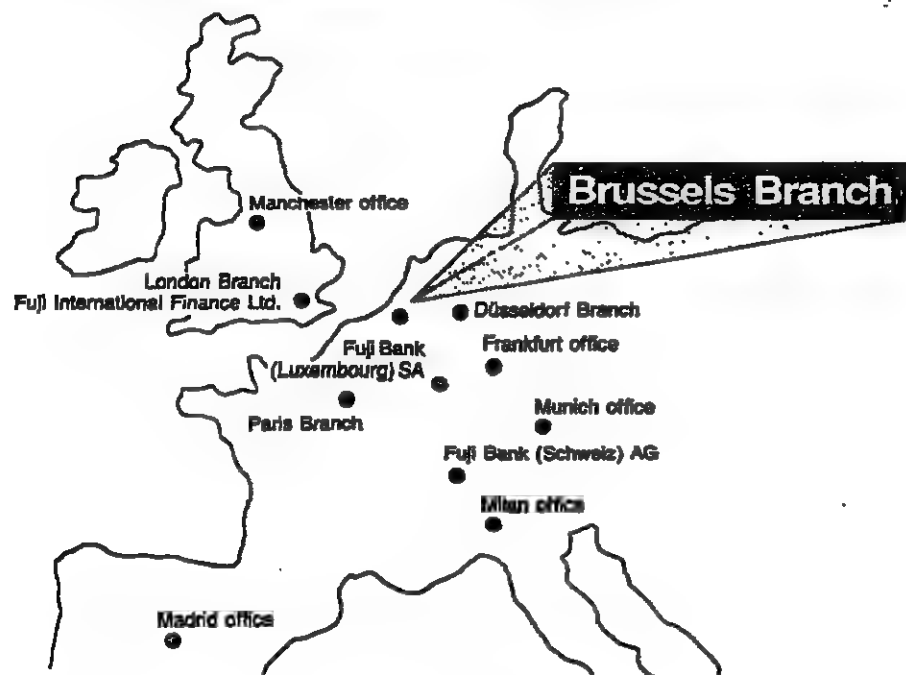 Brussels Branch
Manchester office
London Branch
Fuji International Finance Ltd.
Düsseldorf Branch
Fuji Bank
(Luxembourg) SA
Frankfurt office
Paris Branch
Munich office
Fuji Bank (Schweiz) AG
Milan office
Madrid office